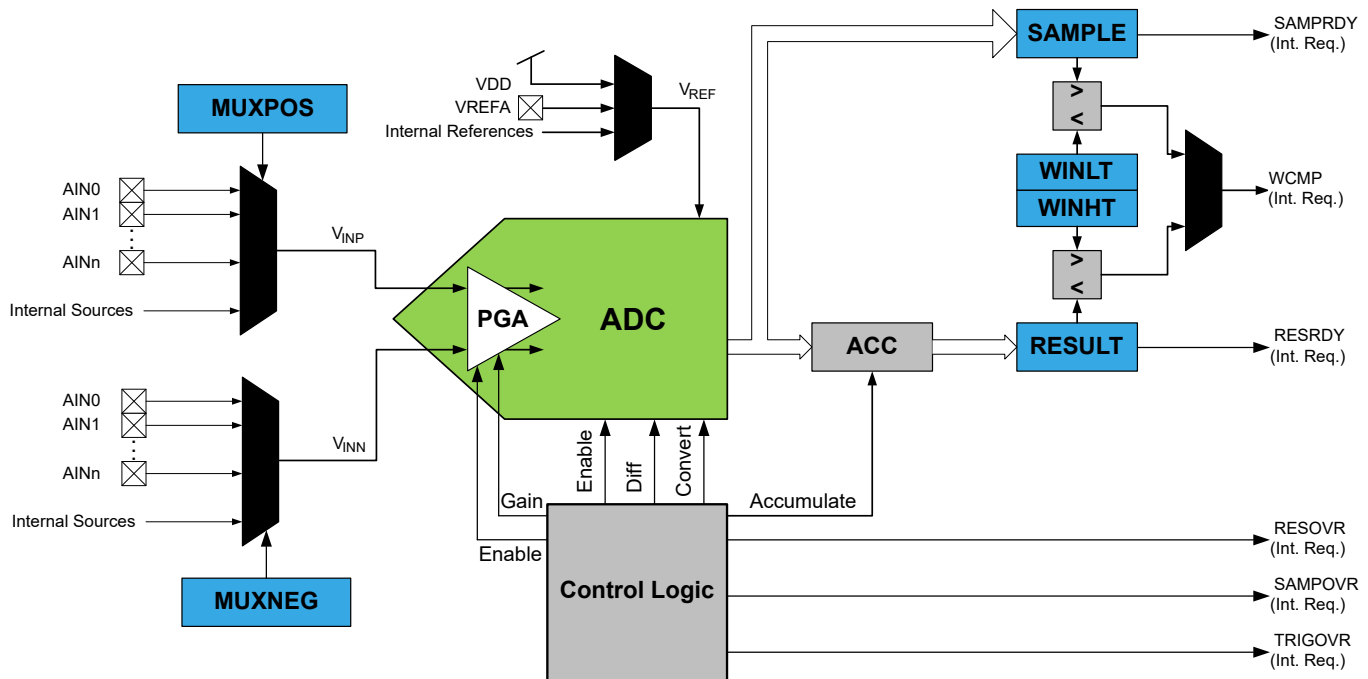 SAMPRDY
(Int. Req.)
SAMPLE
VDD
VREFA
Internal References
VREF
MUXPOS
>
<
WINLT
WINHT
WCMP
(Int. Req.)
AIN0
AIN1
AINn
Internal Sources
VINP
>
<
PGA
ADC
ACC
RESULT
RESRDY
(Int. Req.)
AIN0
AIN1
AINn
Internal Sources
VINN
MUXNEG
Gain
Enable
Enable
Diff
Convert
Accumulate
Control Logic
RESOVR
(Int. Req.)
SAMPOVR
(Int. Req.)
TRIGOVR
(Int. Req.)